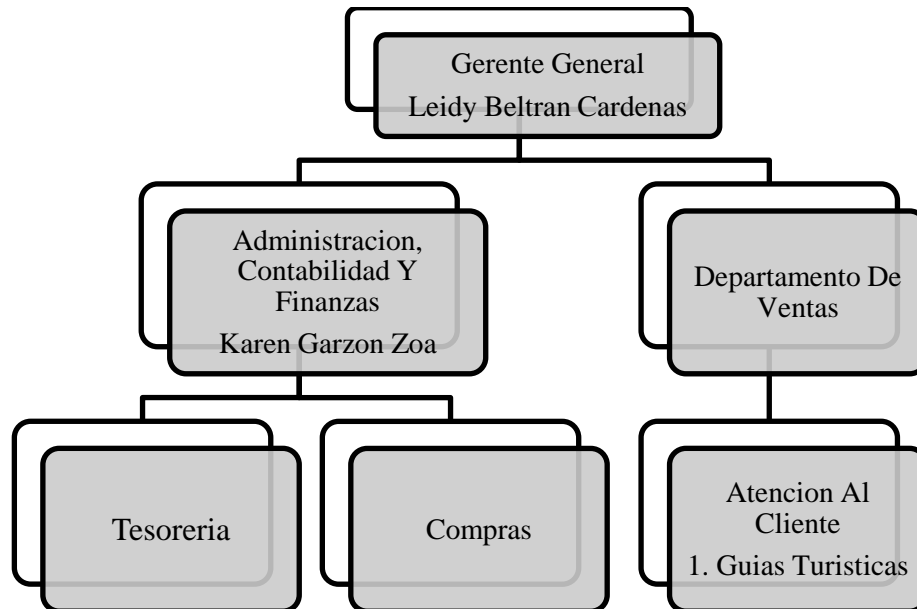 Gerente General
Leidy Beltran Cardenas
Administracion,
Contabilidad Y
Finanzas
Karen Garzon Zoa
Departamento De
Ventas
Tesoreria
Compras
Atencion Al
Cliente
1. Guias Turisticas